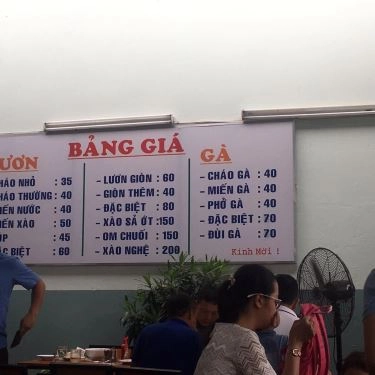 BẢNG GIÁ
ƯƠN
HÁO NHỎ : 35
HÁO THƯỜNG : 40
IẾN NƯỚC : 40
IẾN XÀO : 50
ÚP : 45
ẶC BIỆT : 60
- LƯƠN GIÒN : 60
- GIÒN THÊM : 40
- ĐẶC BIỆT : 80
- XÀO SẢ ỚT : 150
- OM CHUỐI : 150
- XÀO NGHỆ : 200
GÀ
- CHÁO GÀ : 40
- MIẾN GÀ : 40
- PHỞ GÀ : 40
- ĐẶC BIỆT : 70
- ĐÙI GÀ : 70
Kính Mời !